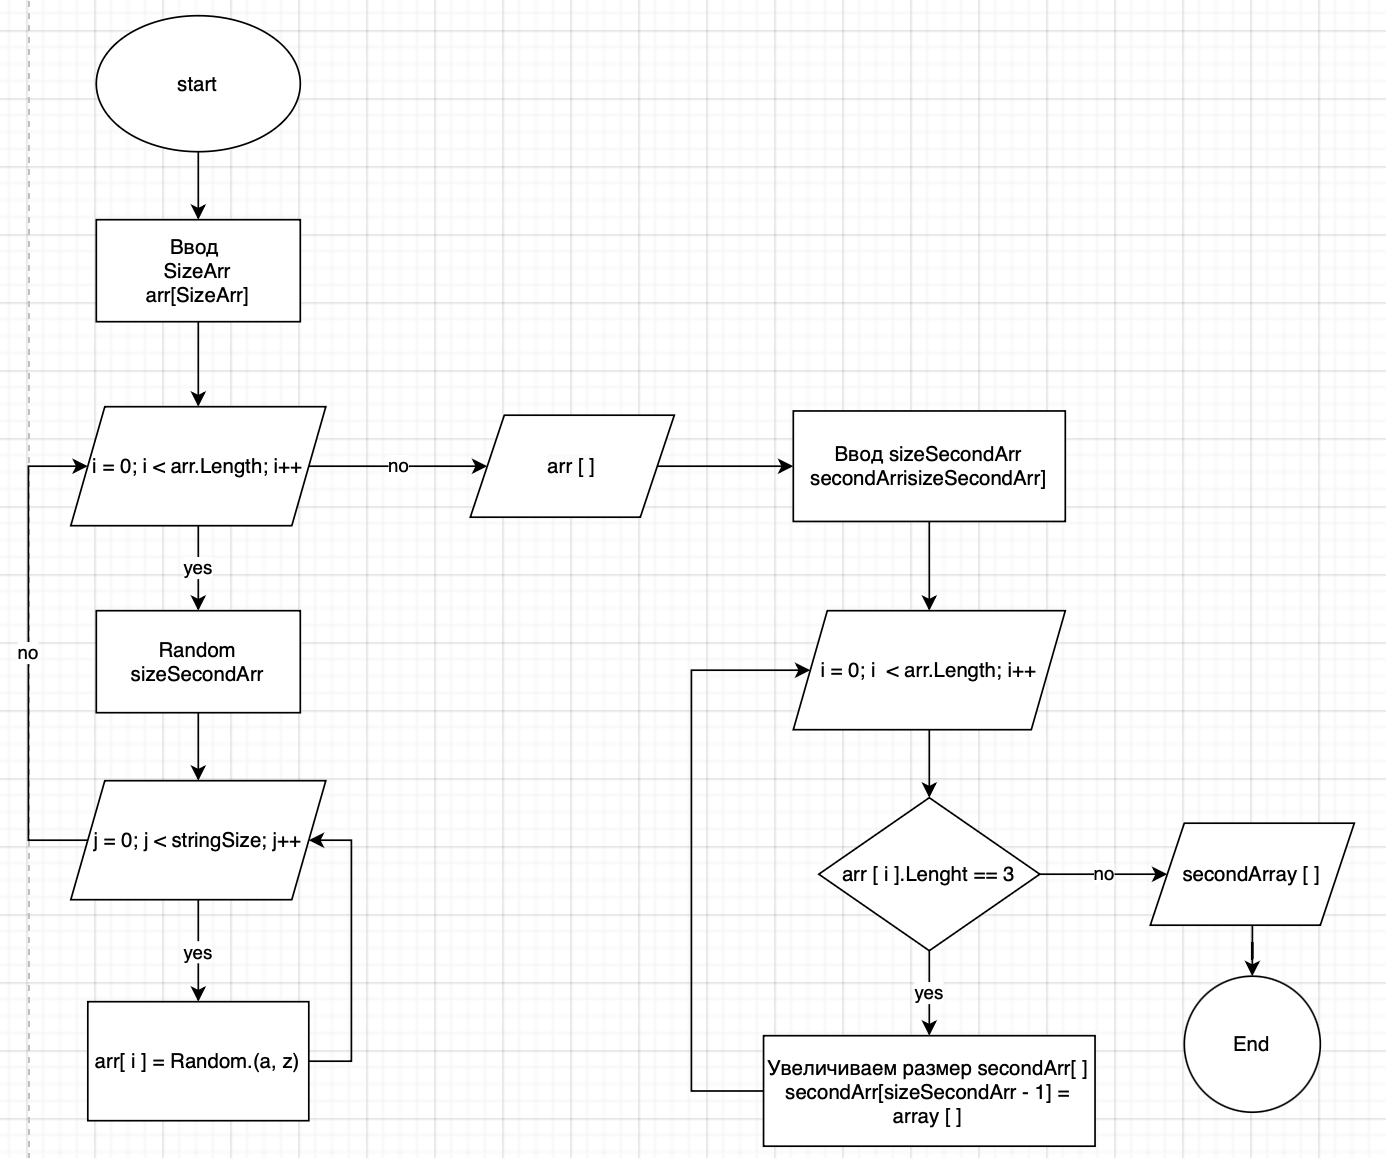 start
Ввод
SizeArr
arr[SizeArr]
i = 0; i < arr.Length; i++
no
arr [ ]
Ввод sizeSecondArr
secondArrisizeSecondArr]
yes
Random
sizeSecondArr
no
j = 0; j < stringSize; j++
yes
arr[ i ] = Random.(a, z)
i = 0; i  < arr.Length; i++
arr [ i ].Lenght == 3
no
secondArray [ ]
yes
Увеличиваем размер secondArr[ ]
secondArr[sizeSecondArr - 1] =
array [ ]
End